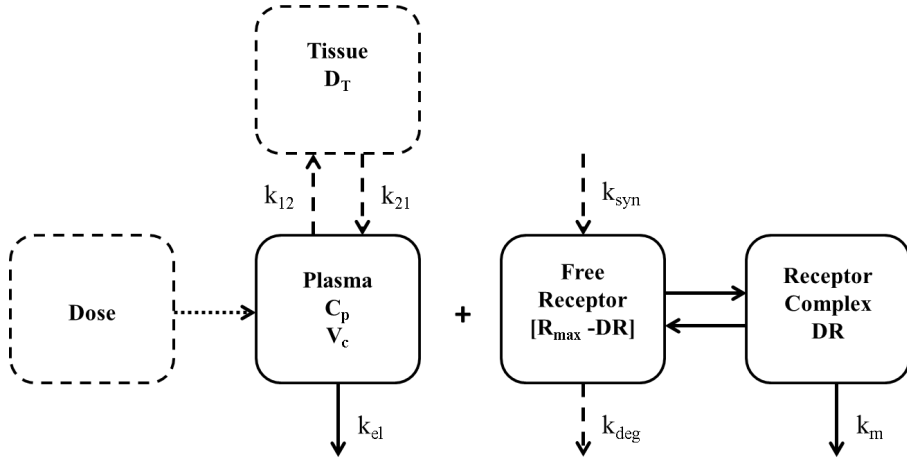 Tissue
D_T
k_12
k_21
k_syn
Dose
Plasma
C_p
V_c
+
Free
Receptor
[R_max -DR]
Receptor
Complex
DR
k_el
k_deg
k_m